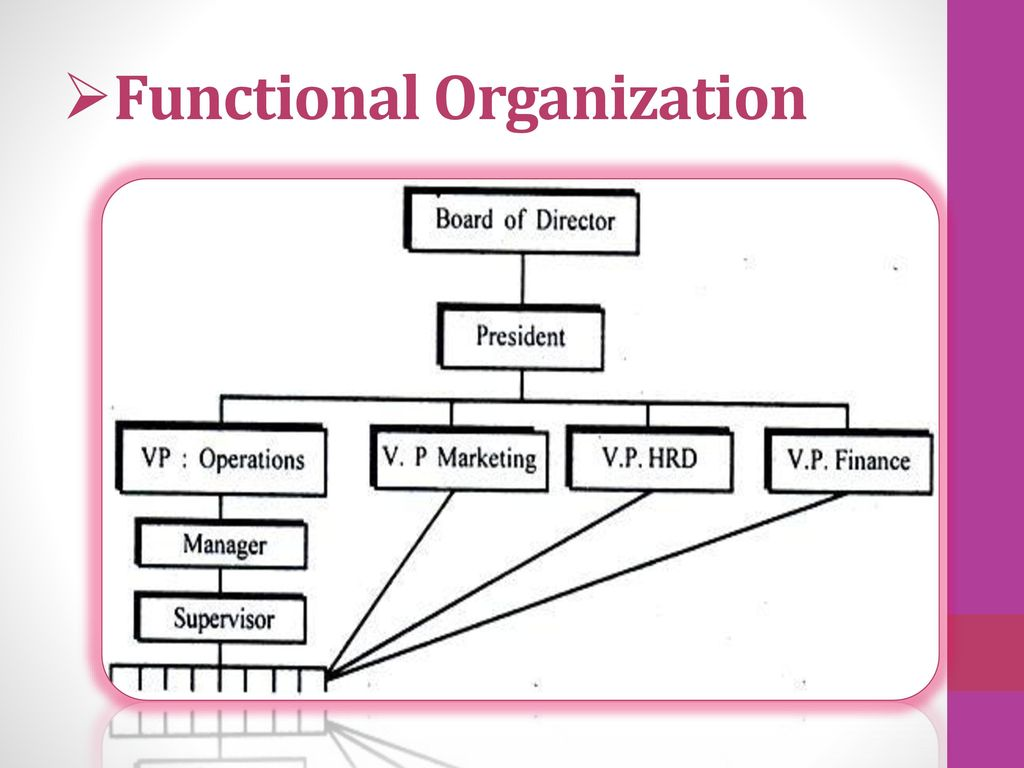 Functional Organization
Board of Director
President
VP : Operations
V. P Marketing
V.P. HRD
V.P. Finance
Manager
Supervisor